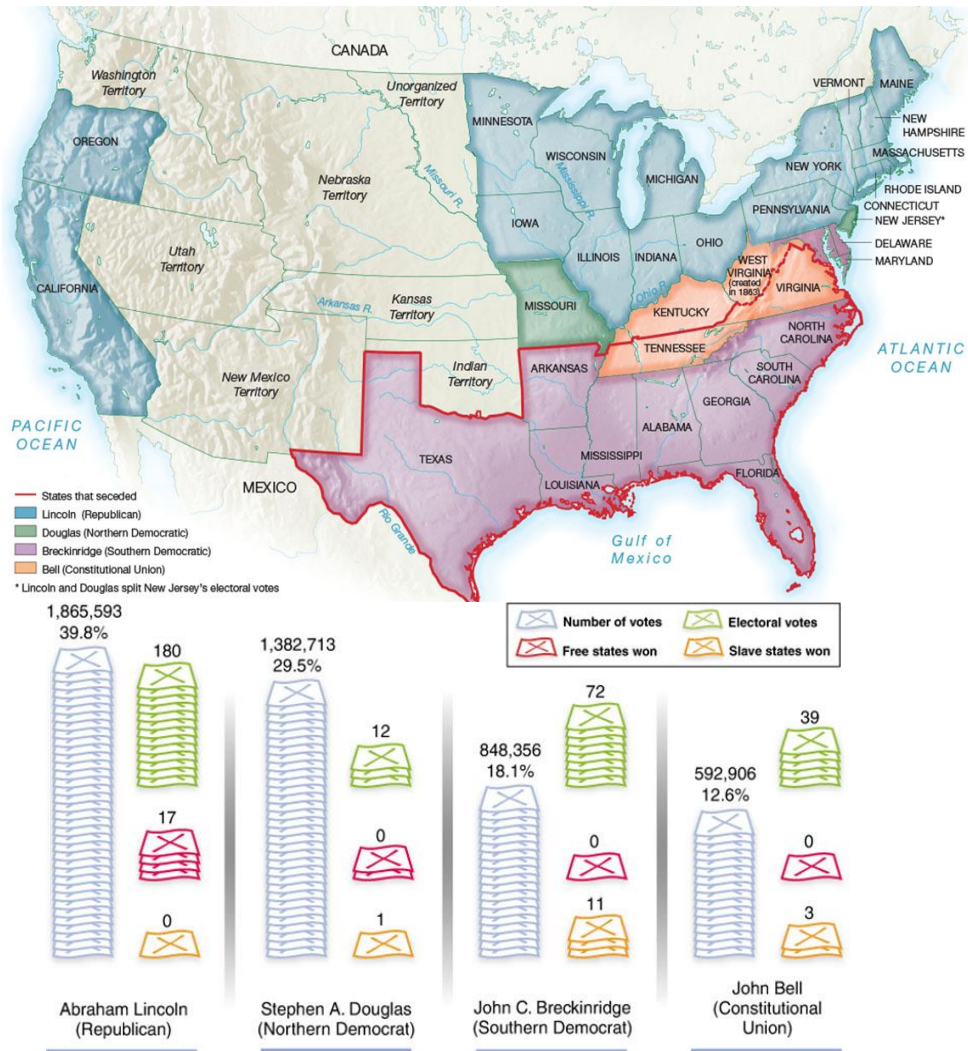 CANADA
Washington
Territory
Unorganized
Territory
VERMONT
MAINE
MINNESOTA
NEW
HAMPSHIRE
OREGON
WISCONSIN
MASSACHUSETTS
Missouri R.
Mississippi R.
NEW YORK
MICHIGAN
Nebraska
Territory
RHODE ISLAND
CONNECTICUT
PENNSYLVANIA
NEW JERSEY*
IOWA
OHIO
DELAWARE
Utah
Territory
ILLINOIS
INDIANA
WEST
VIRGINIA
(created
in 1863)
MARYLAND
CALIFORNIA
VIRGINIA
Kansas
Territory
Arkansas R.
MISSOURI
Ohio R.
KENTUCKY
NORTH
CAROLINA
TENNESSEE
ATLANTIC
OCEAN
Indian
Territory
ARKANSAS
SOUTH
CAROLINA
New Mexico
Territory
GEORGIA
PACIFIC
OCEAN
ALABAMA
TEXAS
MISSISSIPPI
MEXICO
LOUISIANA
FLORIDA
Rio Grande
Gulf of
Mexico
States that seceded
Lincoln (Republican)
Douglas (Northern Democratic)
Breckinridge (Southern Democratic)
Bell (Constitutional Union)
* Lincoln and Douglas split New Jersey's electoral votes
Number of votes
Electoral votes
Free states won
Slave states won
1,865,593
39.8%
180
17
0
Abraham Lincoln
(Republican)
1,382,713
29.5%
12
0
1
Stephen A. Douglas
(Northern Democrat)
848,356
18.1%
72
0
11
John C. Breckinridge
(Southern Democrat)
592,906
12.6%
39
0
3
John Bell
(Constitutional
Union)